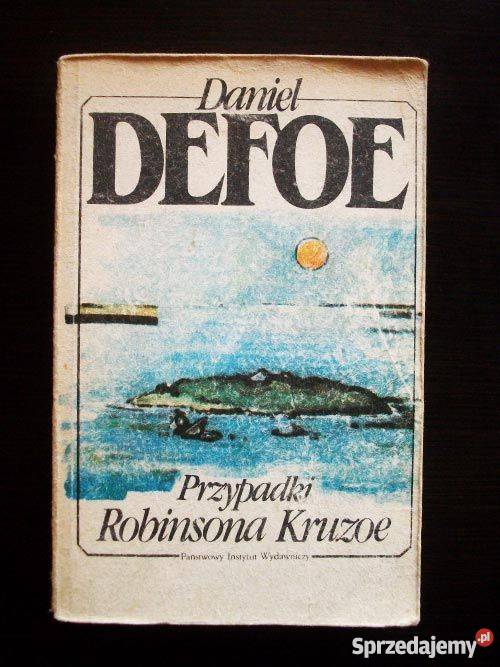 Daniel
DEFOE
Przypadki
Robinsona Kruzoe
Państwowy Instytut Wydawniczy
Sprzedajemy.pl